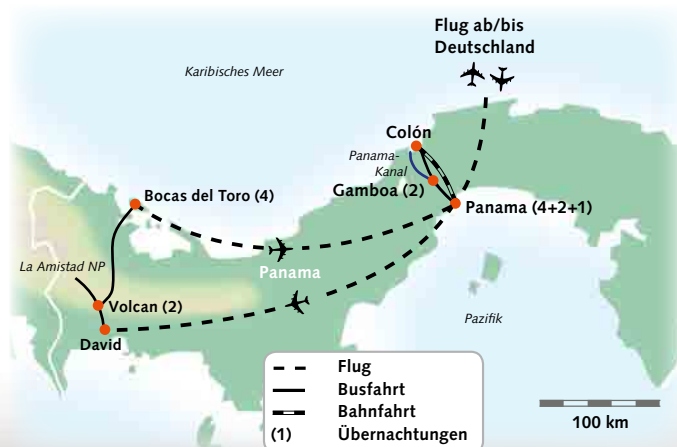 Flug ab/bis
Deutschland
Karibisches Meer
Colón
Panama-
Kanal
Gamboa (2)
Bocas del Toro (4)
Panama (4+2+1)
La Amistad NP
Panama
Volcan (2)
Pazifik
David
Flug
Busfahrt
Bahnfahrt
(1) Übernachtungen
100 km